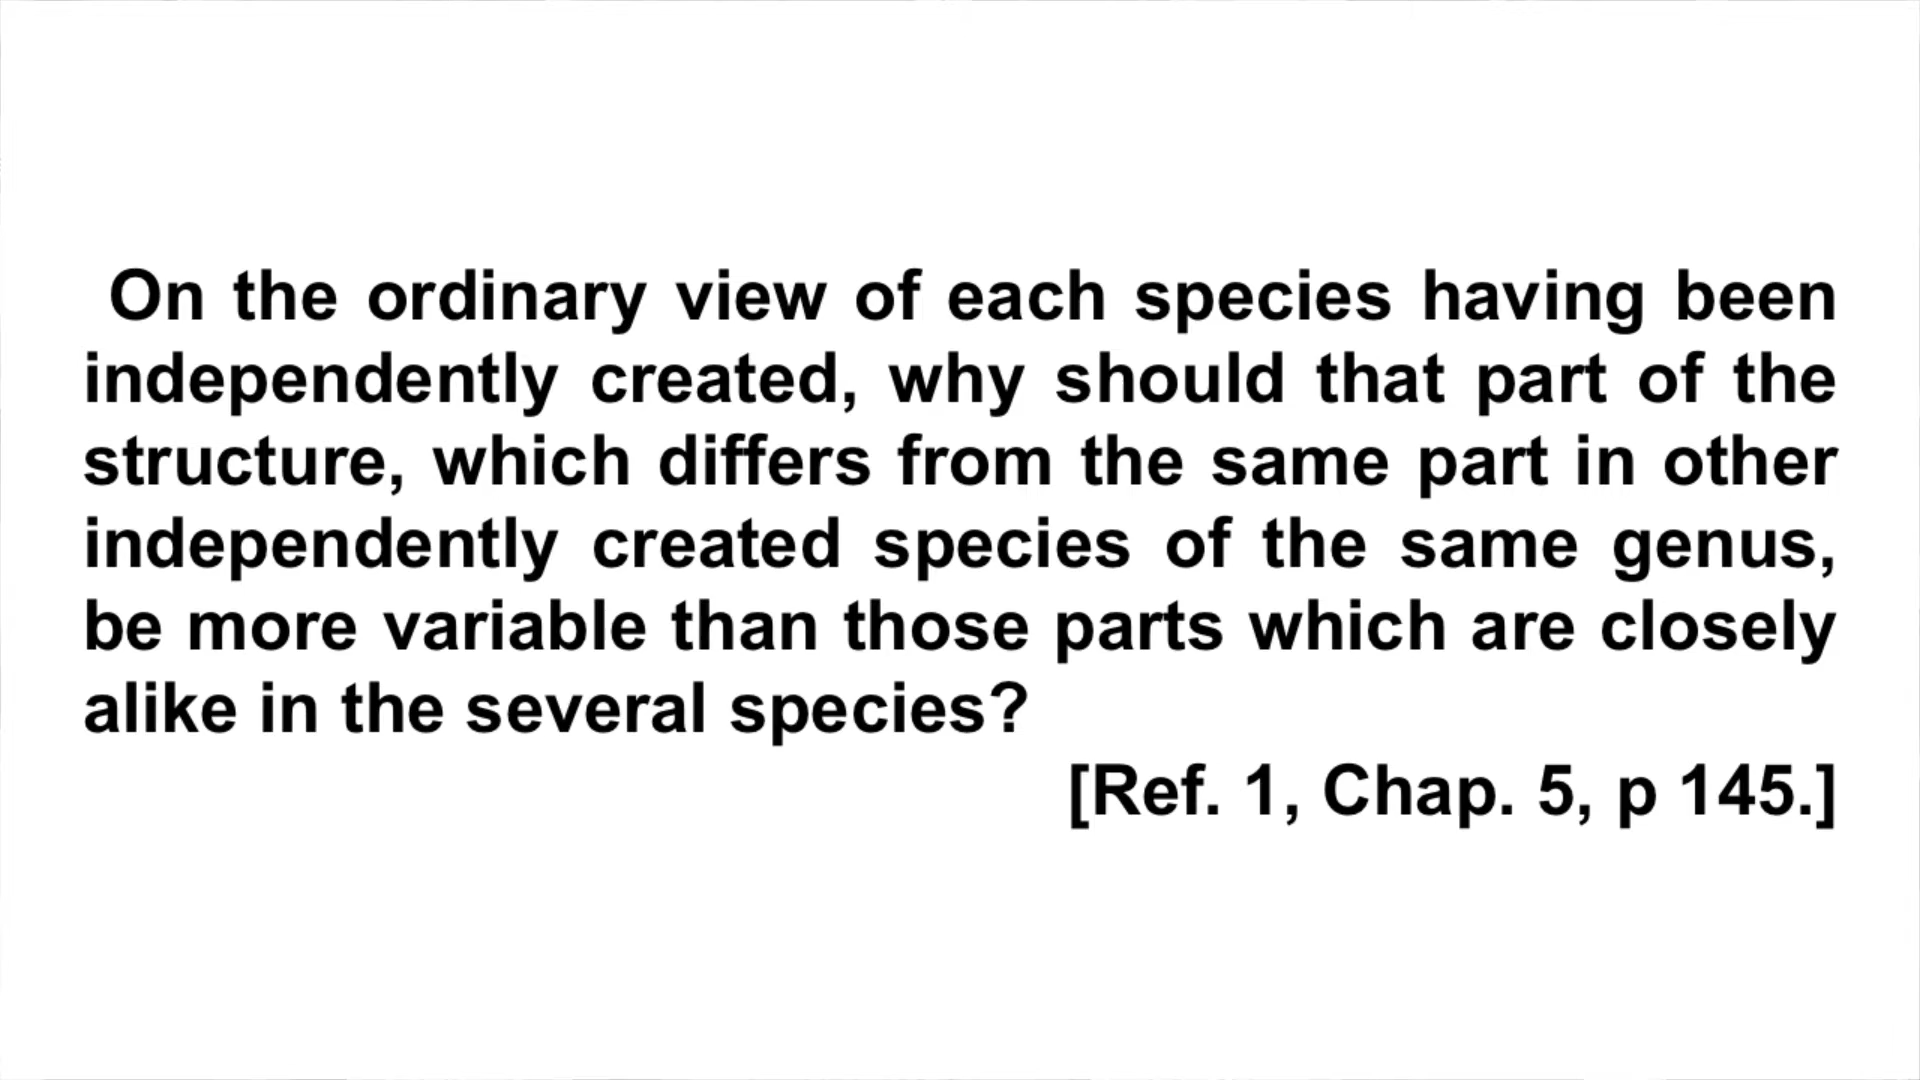 On the ordinary view of each species having been
independently created, why should that part of the
structure, which differs from the same part in other
independently created species of the same genus,
be more variable than those parts which are closely
alike in the several species?
[Ref. 1, Chap. 5, p 145.]